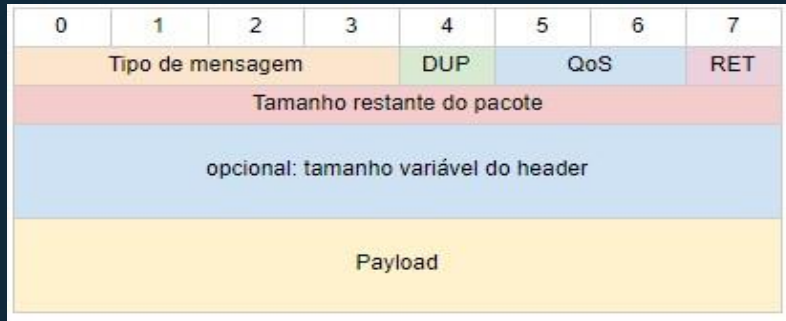 0 1 2 3 4 5 6 7
Tipo de mensagem DUP QoS RET
Tamanho restante do pacote
opcional: tamanho variável do header
Payload